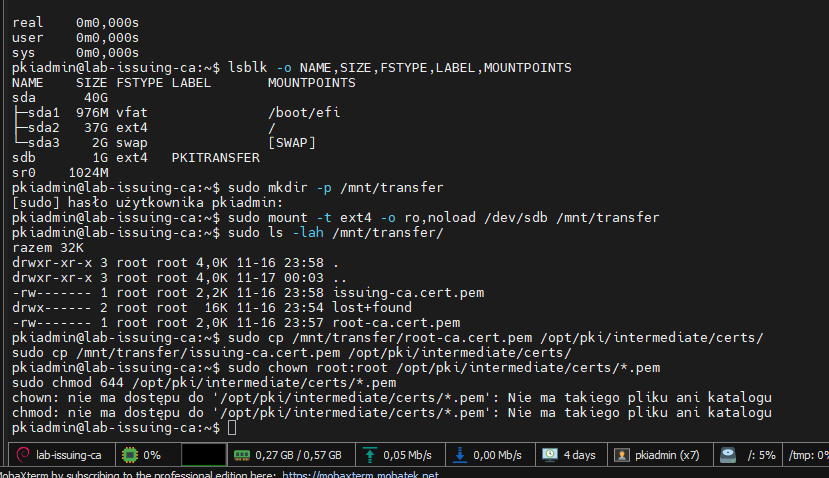 real    0m0,000s
user    0m0,000s
sys     0m0,000s
pkiadmin@lab-issuing-ca:~$ lsblk -o NAME,SIZE,FSTYPE,LABEL,MOUNTPOINTS
NAME    SIZE FSTYPE LABEL       MOUNTPOINTS
sda      40G
├─sda1  976M vfat               /boot/efi
├─sda2   37G ext4               /
└─sda3    2G swap               [SWAP]
sdb       1G ext4   PKITRANSFER
sr0    1024M
pkiadmin@lab-issuing-ca:~$ sudo mkdir -p /mnt/transfer
[sudo] hasło użytkownika pkiadmin:
pkiadmin@lab-issuing-ca:~$ sudo mount -t ext4 -o ro,noload /dev/sdb /mnt/transfer
pkiadmin@lab-issuing-ca:~$ sudo ls -lah /mnt/transfer/
razem 32K
drwxr-xr-x 3 root root 4,0K 11-16 23:58 .
drwxr-xr-x 3 root root 4,0K 11-17 00:03 ..
-rw------- 1 root root 2,2K 11-16 23:58 issuing-ca.cert.pem
drwx------ 2 root root  16K 11-16 23:54 lost+found
-rw------- 1 root root 2,0K 11-16 23:57 root-ca.cert.pem
pkiadmin@lab-issuing-ca:~$ sudo cp /mnt/transfer/root-ca.cert.pem /opt/pki/intermediate/certs/
sudo cp /mnt/transfer/issuing-ca.cert.pem /opt/pki/intermediate/certs/
pkiadmin@lab-issuing-ca:~$ sudo chown root:root /opt/pki/intermediate/certs/*.pem
sudo chmod 644 /opt/pki/intermediate/certs/*.pem
chown: nie ma dostępu do '/opt/pki/intermediate/certs/*.pem': Nie ma takiego pliku ani katalogu
chmod: nie ma dostępu do '/opt/pki/intermediate/certs/*.pem': Nie ma takiego pliku ani katalogu
pkiadmin@lab-issuing-ca:~$
lab-issuing-ca 0% 0,27 GB / 0,57 GB 0,05 Mb/s 0,00 Mb/s 4 days pkiadmin (x7) /: 5% /tmp: 0%
MobaXterm by subscribing to the professional edition here: https://mobaxterm.mobatek.net